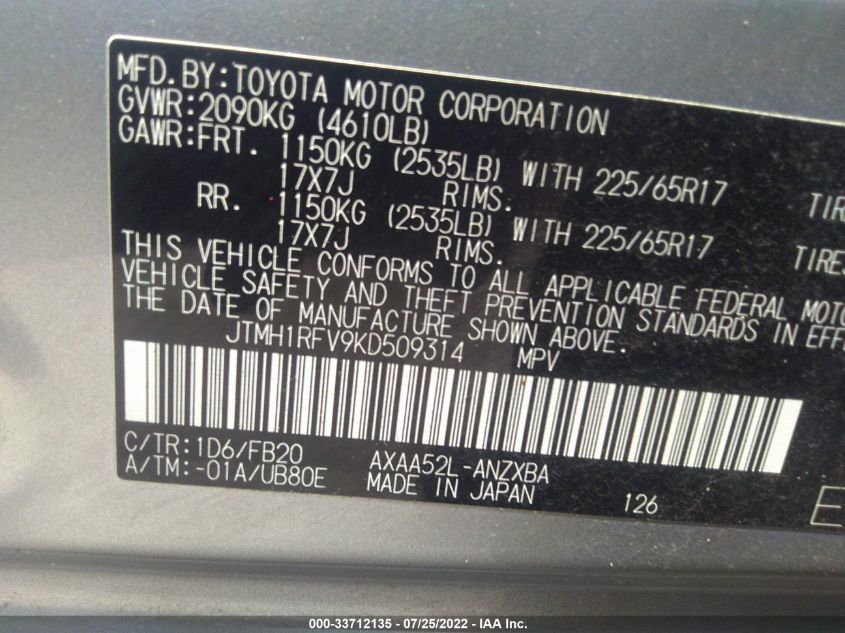 MFD.BY:TOYOTA MOTOR CORPORATION
GVWR:2090KG (4610LB)
GAWR:FRT. 1150KG (2535LB) WITH 225/65R17
17X7J RIMS.
RR. 1150KG (2535LB) WITH 225/65R17
17X7J RIMS.
THIS VEHICLE CONFORMS TO ALL APPLICABLE FEDERAL
VEHICLE SAFETY AND THEFT PREVENTION STANDARDS IN
THE DATE OF MANUFACTURE SHOWN ABOVE.
JTMH1RFV9KD509314 MPV
C/TR:1D6/FB20 AXAA52L-ANZXBA
A/TM:-01A/UB80E MADE IN JAPAN 126
000-33712135 - 07/25/2022 - IAA Inc.